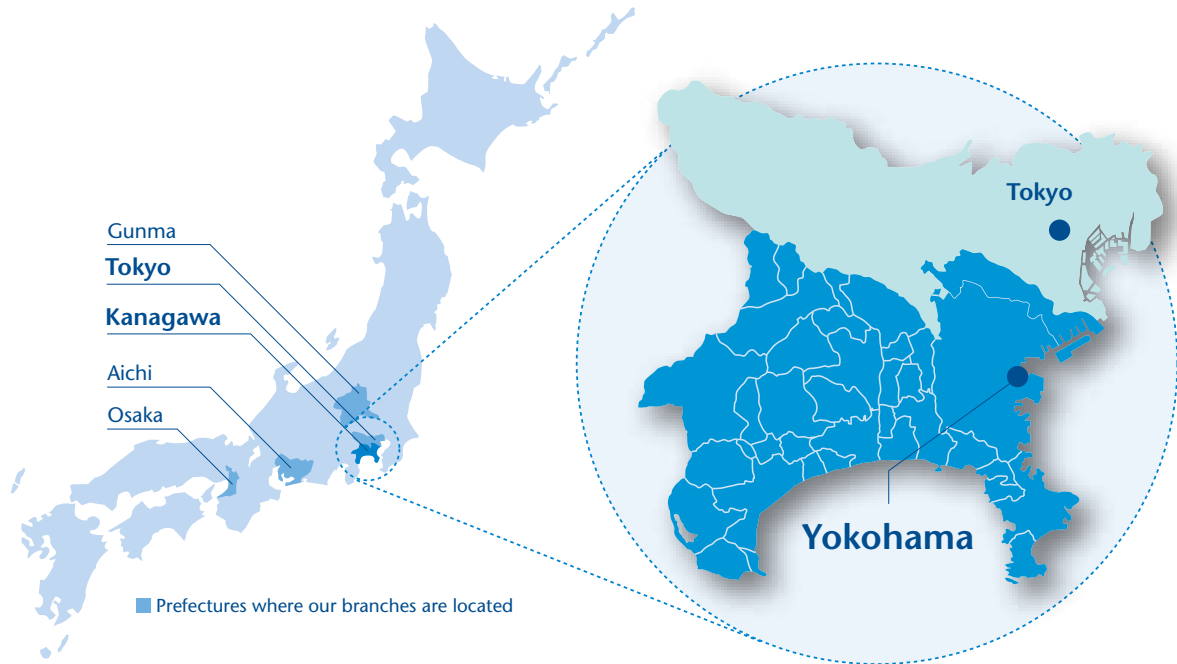 Gunma
Tokyo
Kanagawa
Aichi
Osaka
Prefectures where our branches are located
Tokyo
Yokohama